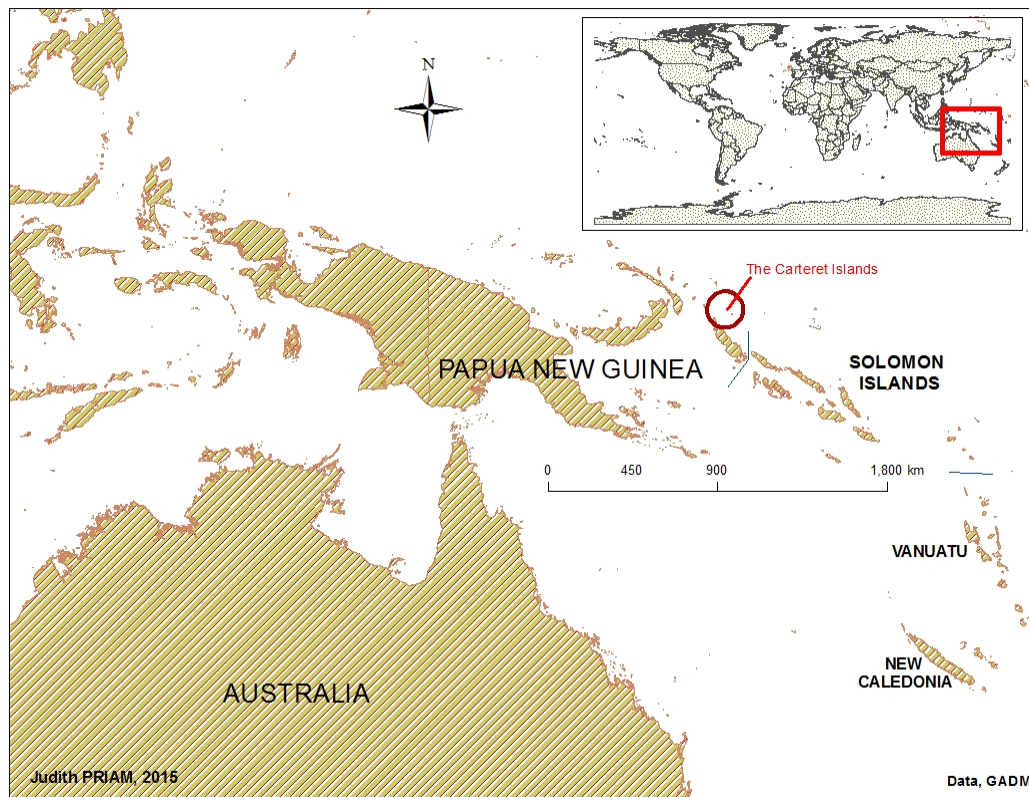 N
The Carteret Islands
PAPUA NEW GUINEA
SOLOMON
ISLANDS
0 450 900 1,800 km
VANUATU
NEW
CALEDONIA
AUSTRALIA
Judith PRIAM, 2015
Data, GADM